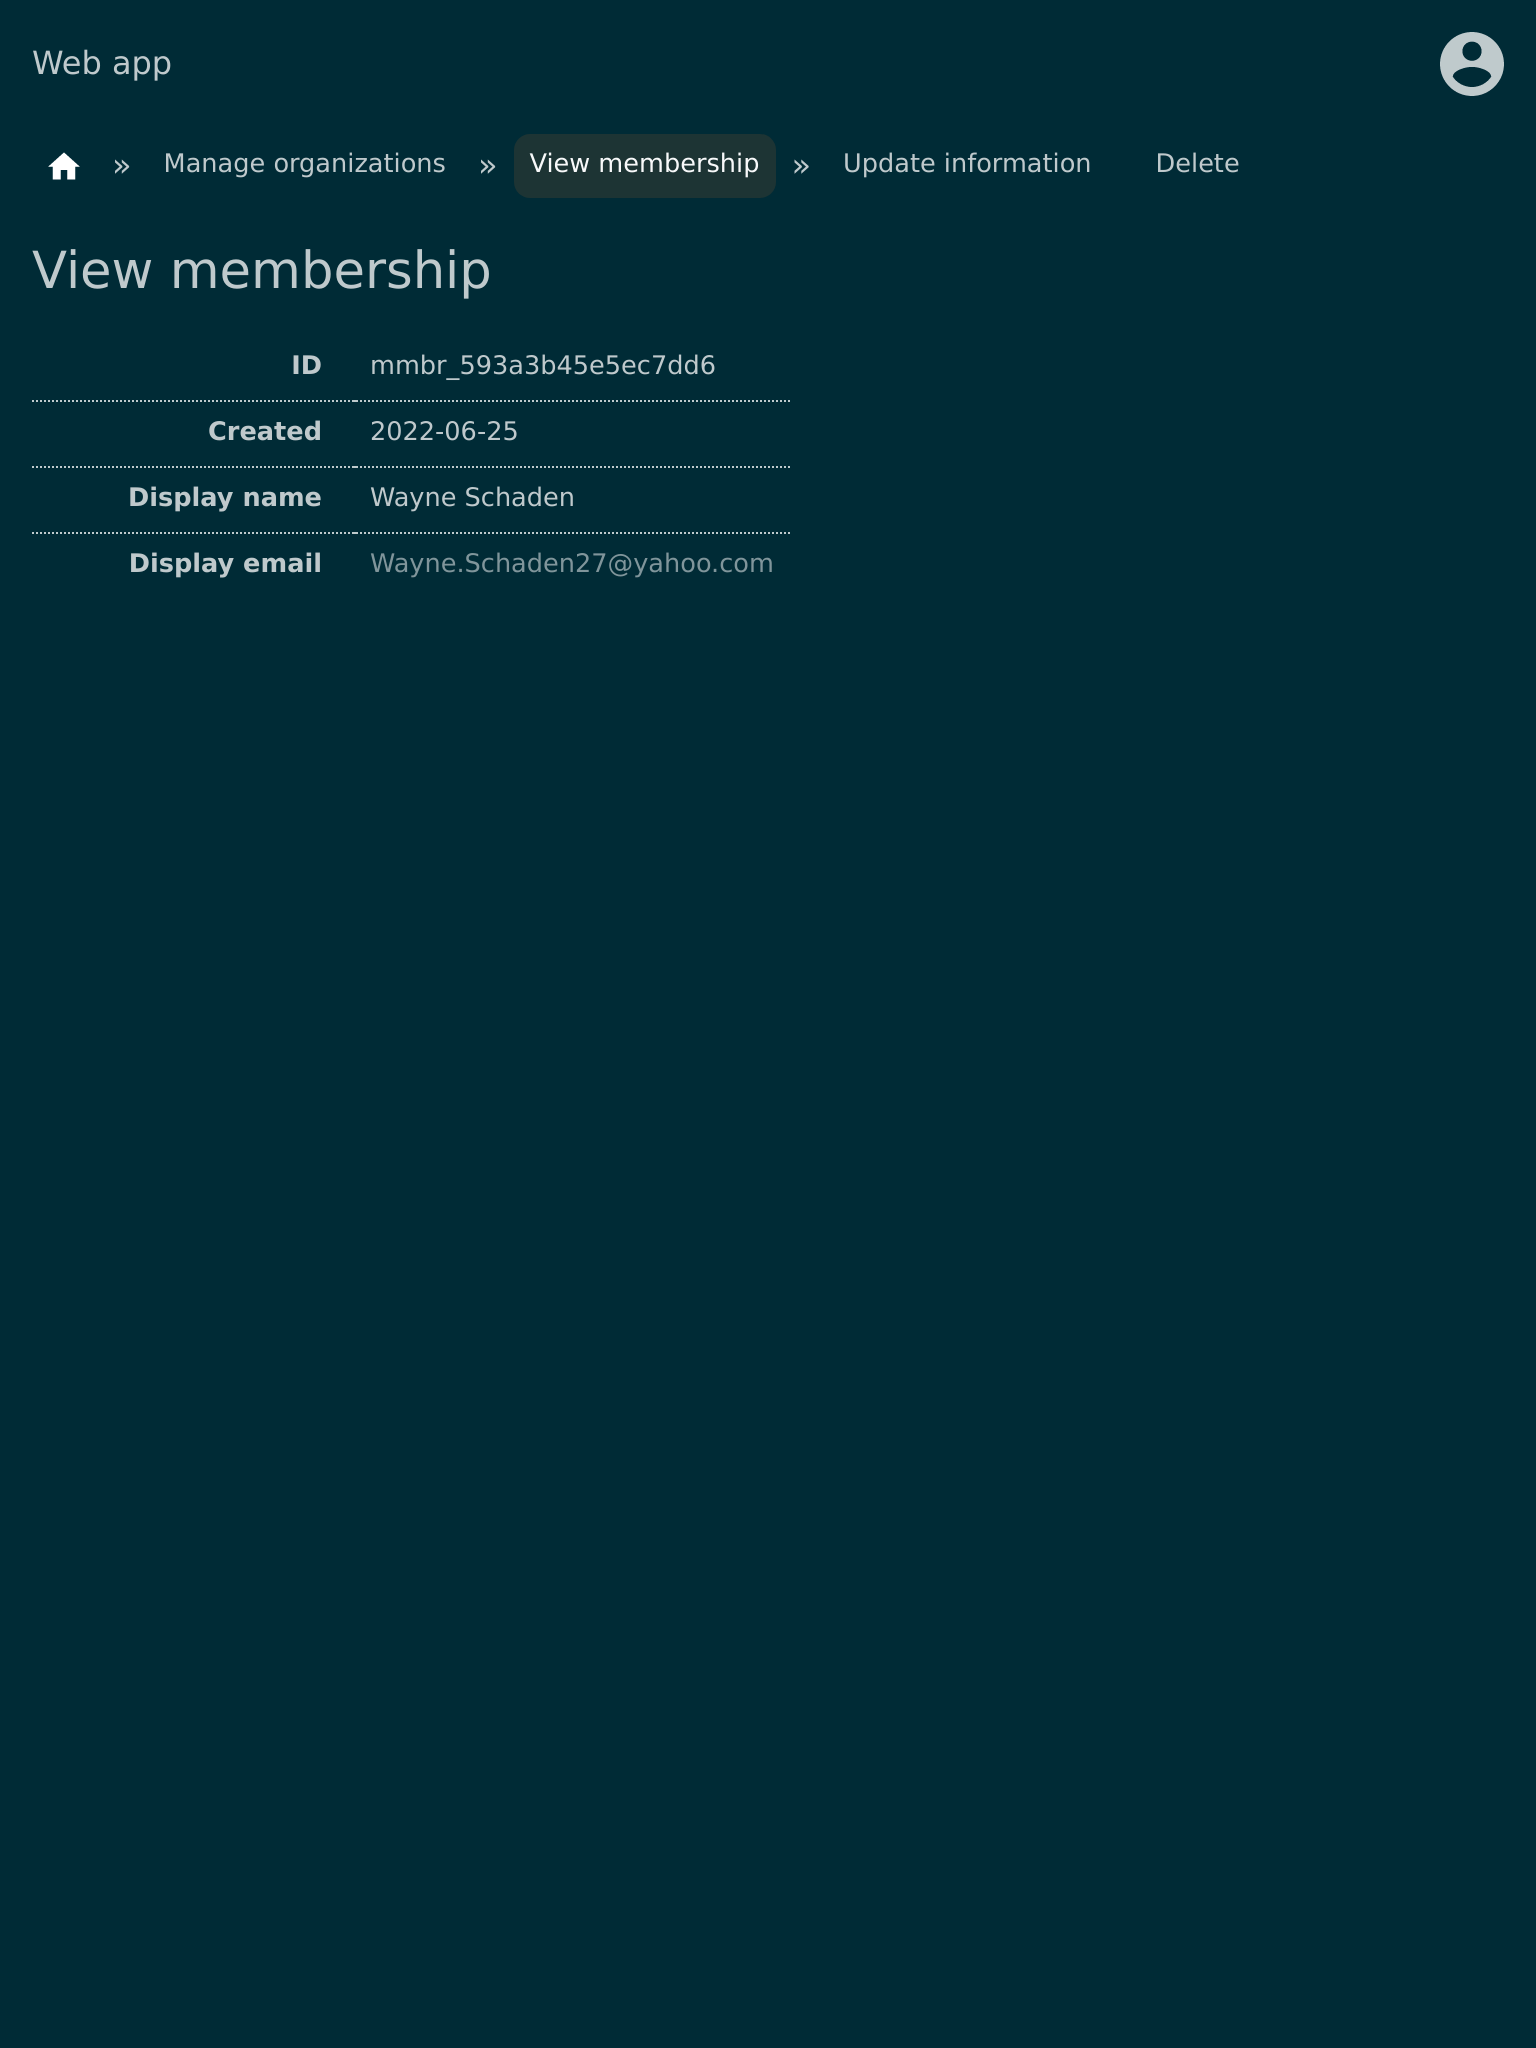 Web app
» Manage organizations » View membership » Update information Delete
View membership
ID mmbr_593a3b45e5ec7dd6
Created 2022-06-25
Display name Wayne Schaden
Display email Wayne.Schaden27@yahoo.com